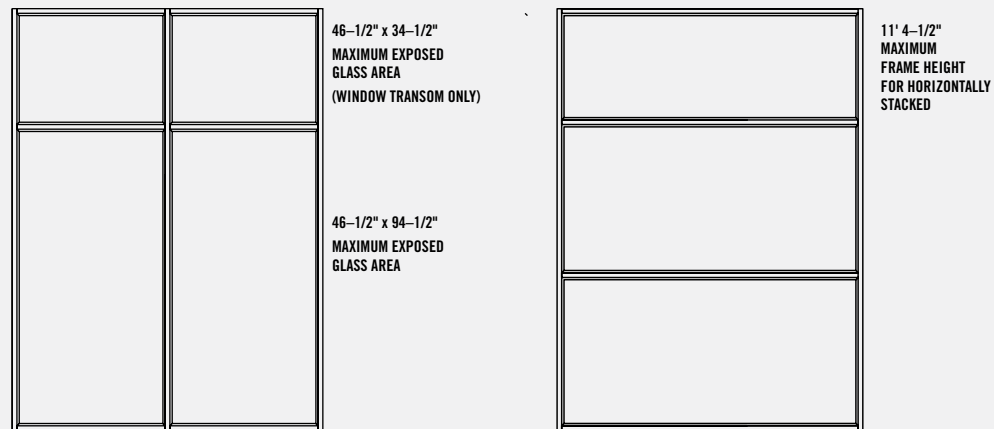 46–1/2" x 34–1/2"
MAXIMUM EXPOSED
GLASS AREA
(WINDOW TRANSOM ONLY)
46–1/2" x 94–1/2"
MAXIMUM EXPOSED
GLASS AREA
`
11' 4–1/2"
MAXIMUM
FRAME HEIGHT
FOR HORIZONTALLY
STACKED